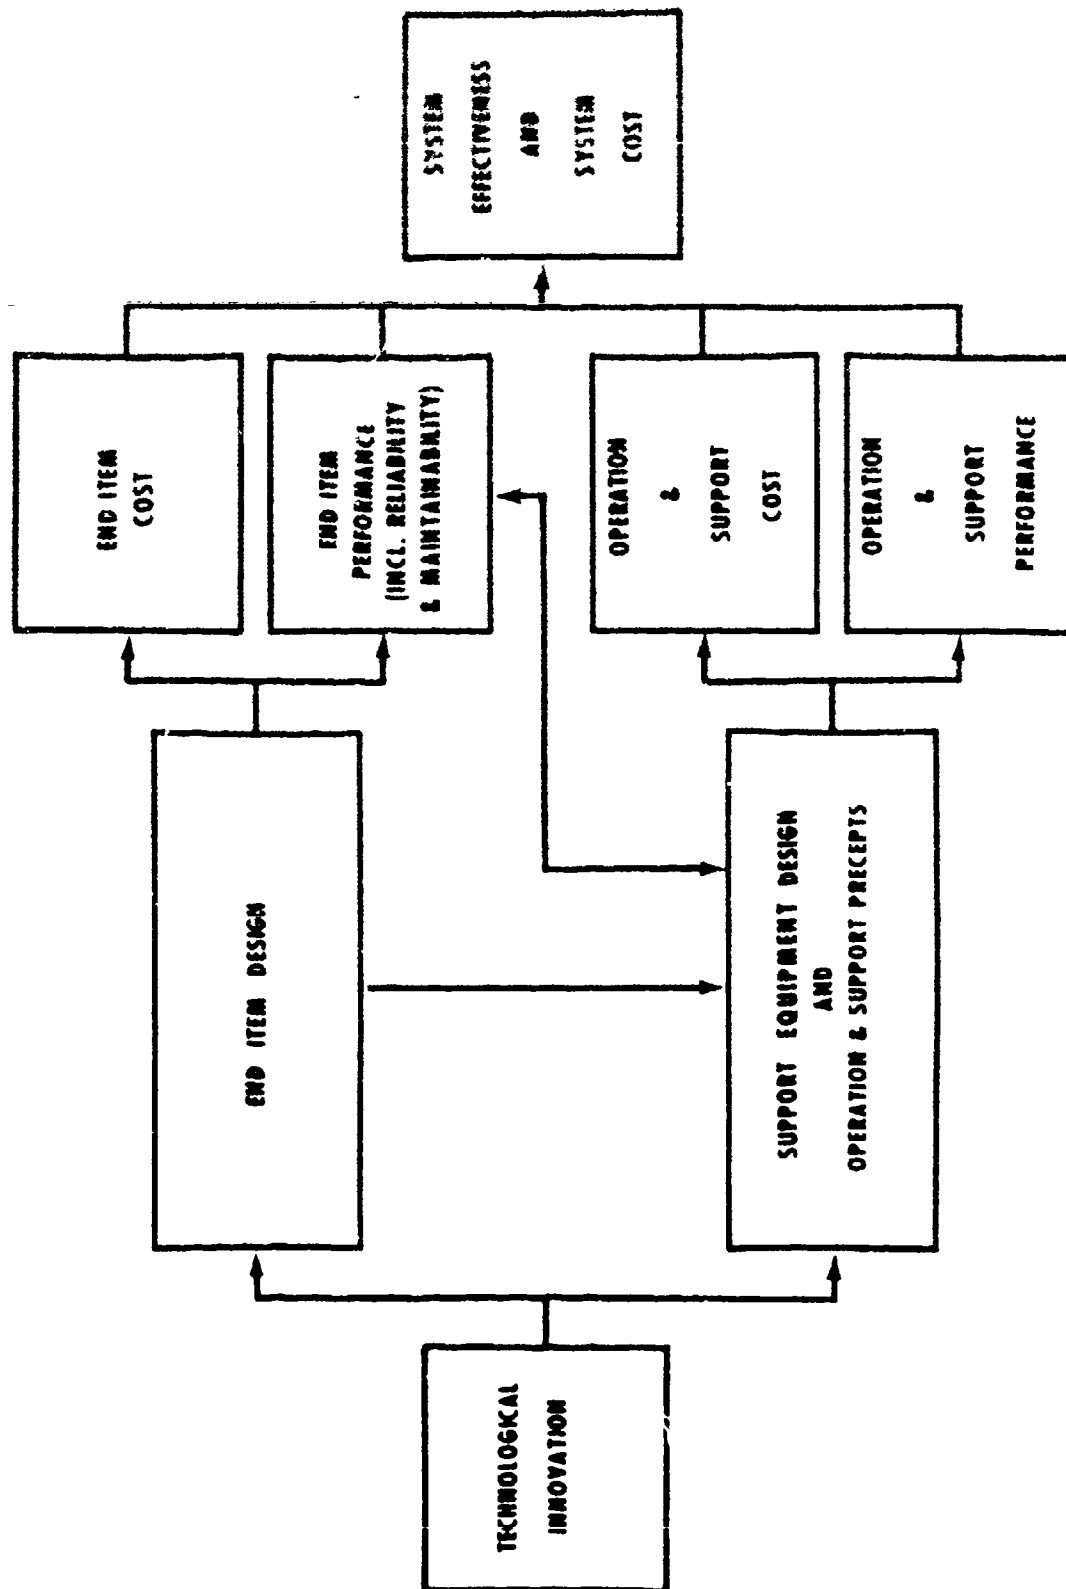 TECHNOLOGICAL
INNOVATION
END ITEM DESIGN
SUPPORT EQUIPMENT DESIGN
AND
OPERATION & SUPPORT PRECEPTS
END ITEM
COST
END ITEM
PERFORMANCE
(INCL. RELIABILITY
& MAINTAINABILITY)
OPERATION
&
SUPPORT
COST
OPERATION
&
SUPPORT
PERFORMANCE
SYSTEM
EFFECTIVENESS
AND
SYSTEM
COST